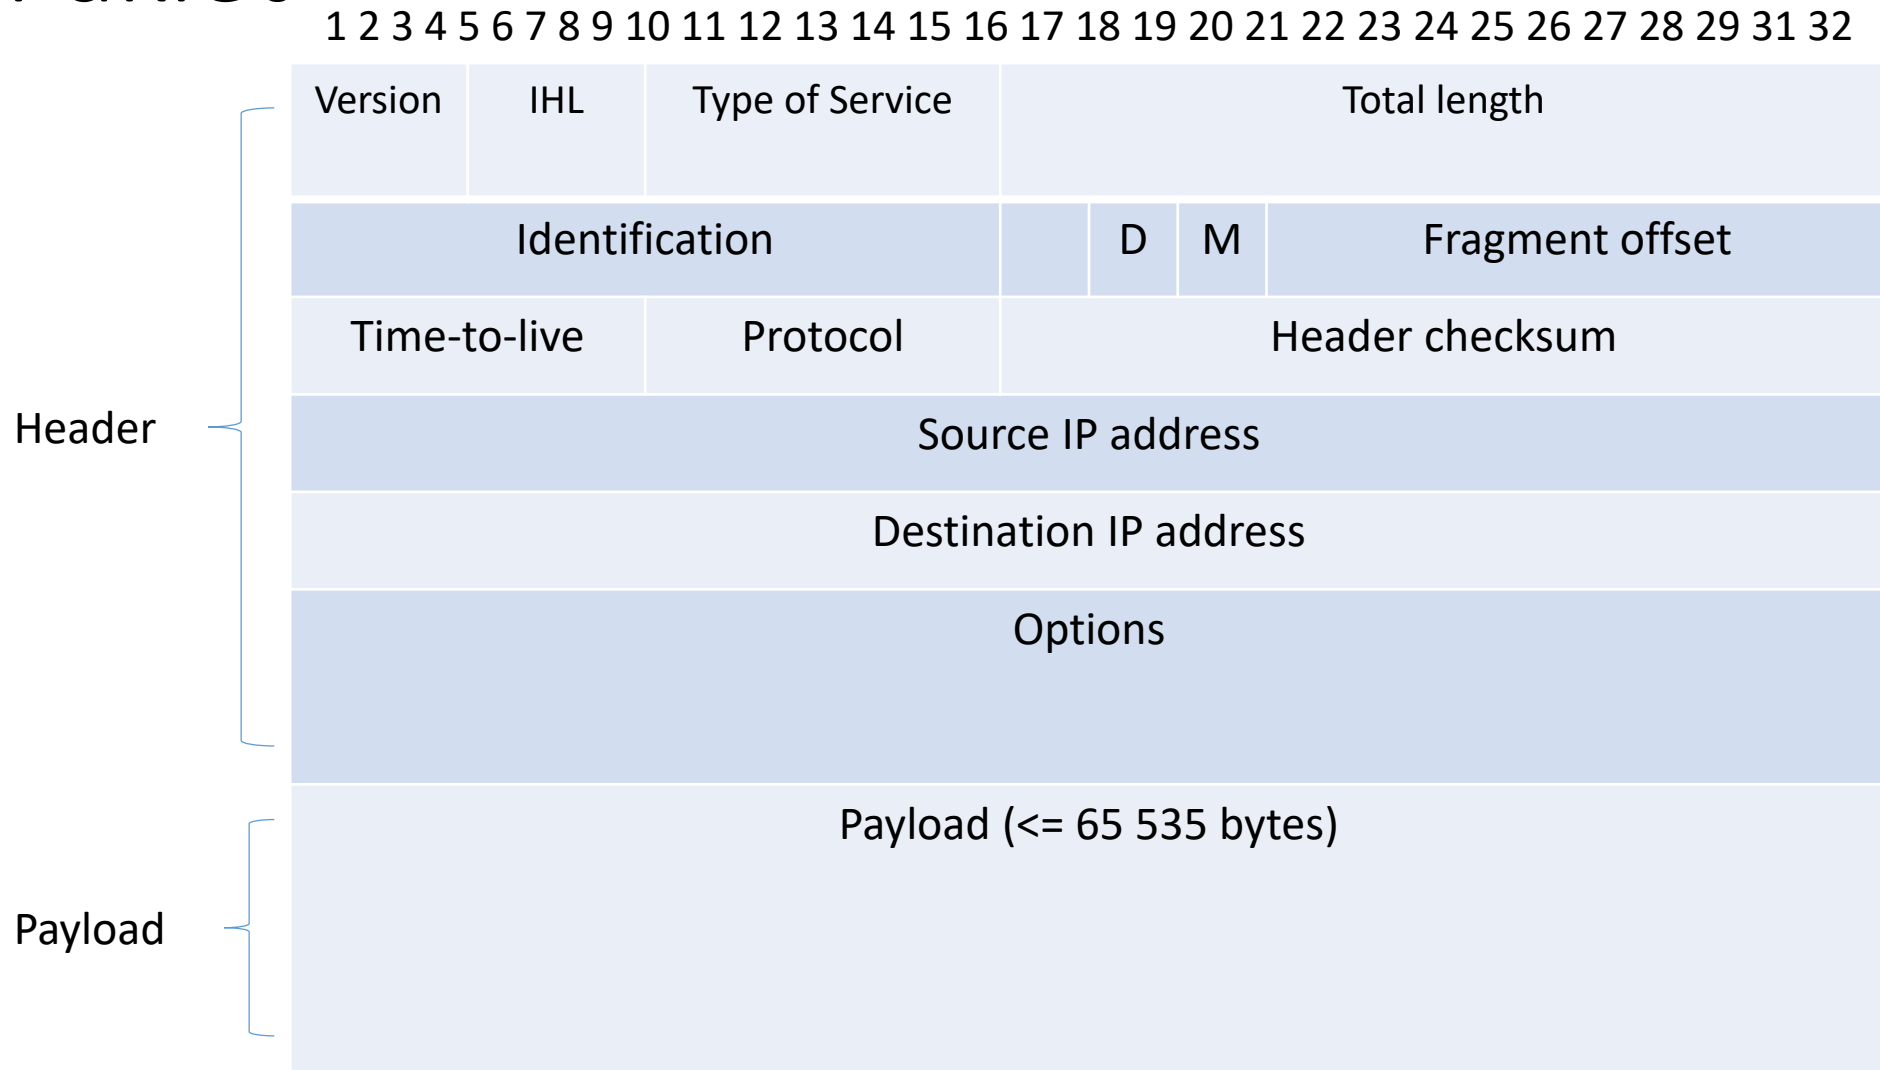 1 2 3 4 5 6 7 8 9 10 11 12 13 14 15 16 17 18 19 20 21 22 23 24 25 26 27 28 29 31 32
Version IHL Type of Service Total length
Identification D M Fragment offset
Time-to-live Protocol Header checksum
Header
Source IP address
Destination IP address
Options
Payload (<= 65 535 bytes)
Payload